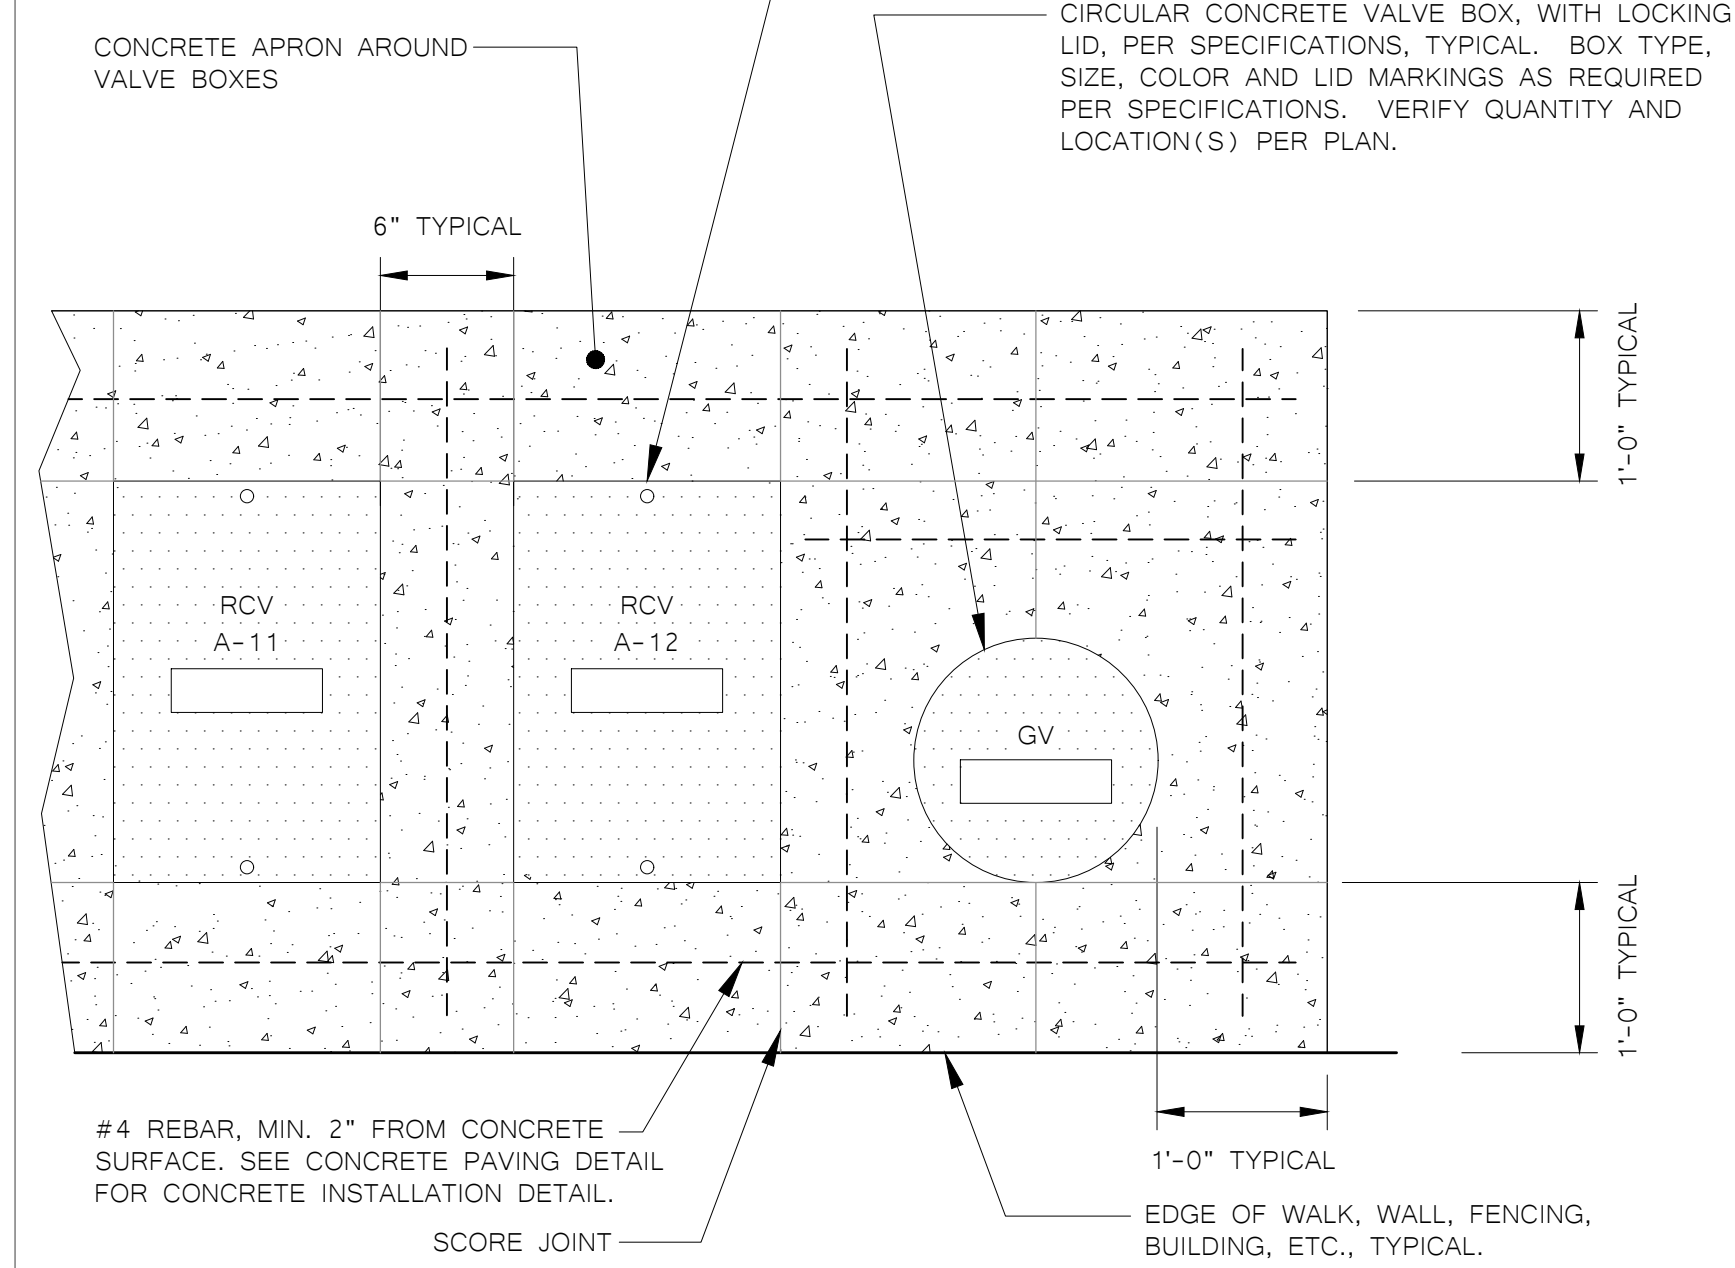 CIRCULAR CONCRETE VALVE BOX, WITH LOCKING
LID, PER SPECIFICATIONS, TYPICAL. BOX TYPE,
SIZE, COLOR AND LID MARKINGS AS REQUIRED
PER SPECIFICATIONS. VERIFY QUANTITY AND
LOCATION(S) PER PLAN.
CONCRETE APRON AROUND
VALVE BOXES
6" TYPICAL
1'-0" TYPICAL
RCV
A-11
RCV
A-12
GV
1'-0" TYPICAL
#4 REBAR, MIN. 2" FROM CONCRETE
SURFACE. SEE CONCRETE PAVING DETAIL
FOR CONCRETE INSTALLATION DETAIL.
1'-0" TYPICAL
SCORE JOINT
EDGE OF WALK, WALL, FENCING,
BUILDING, ETC., TYPICAL.